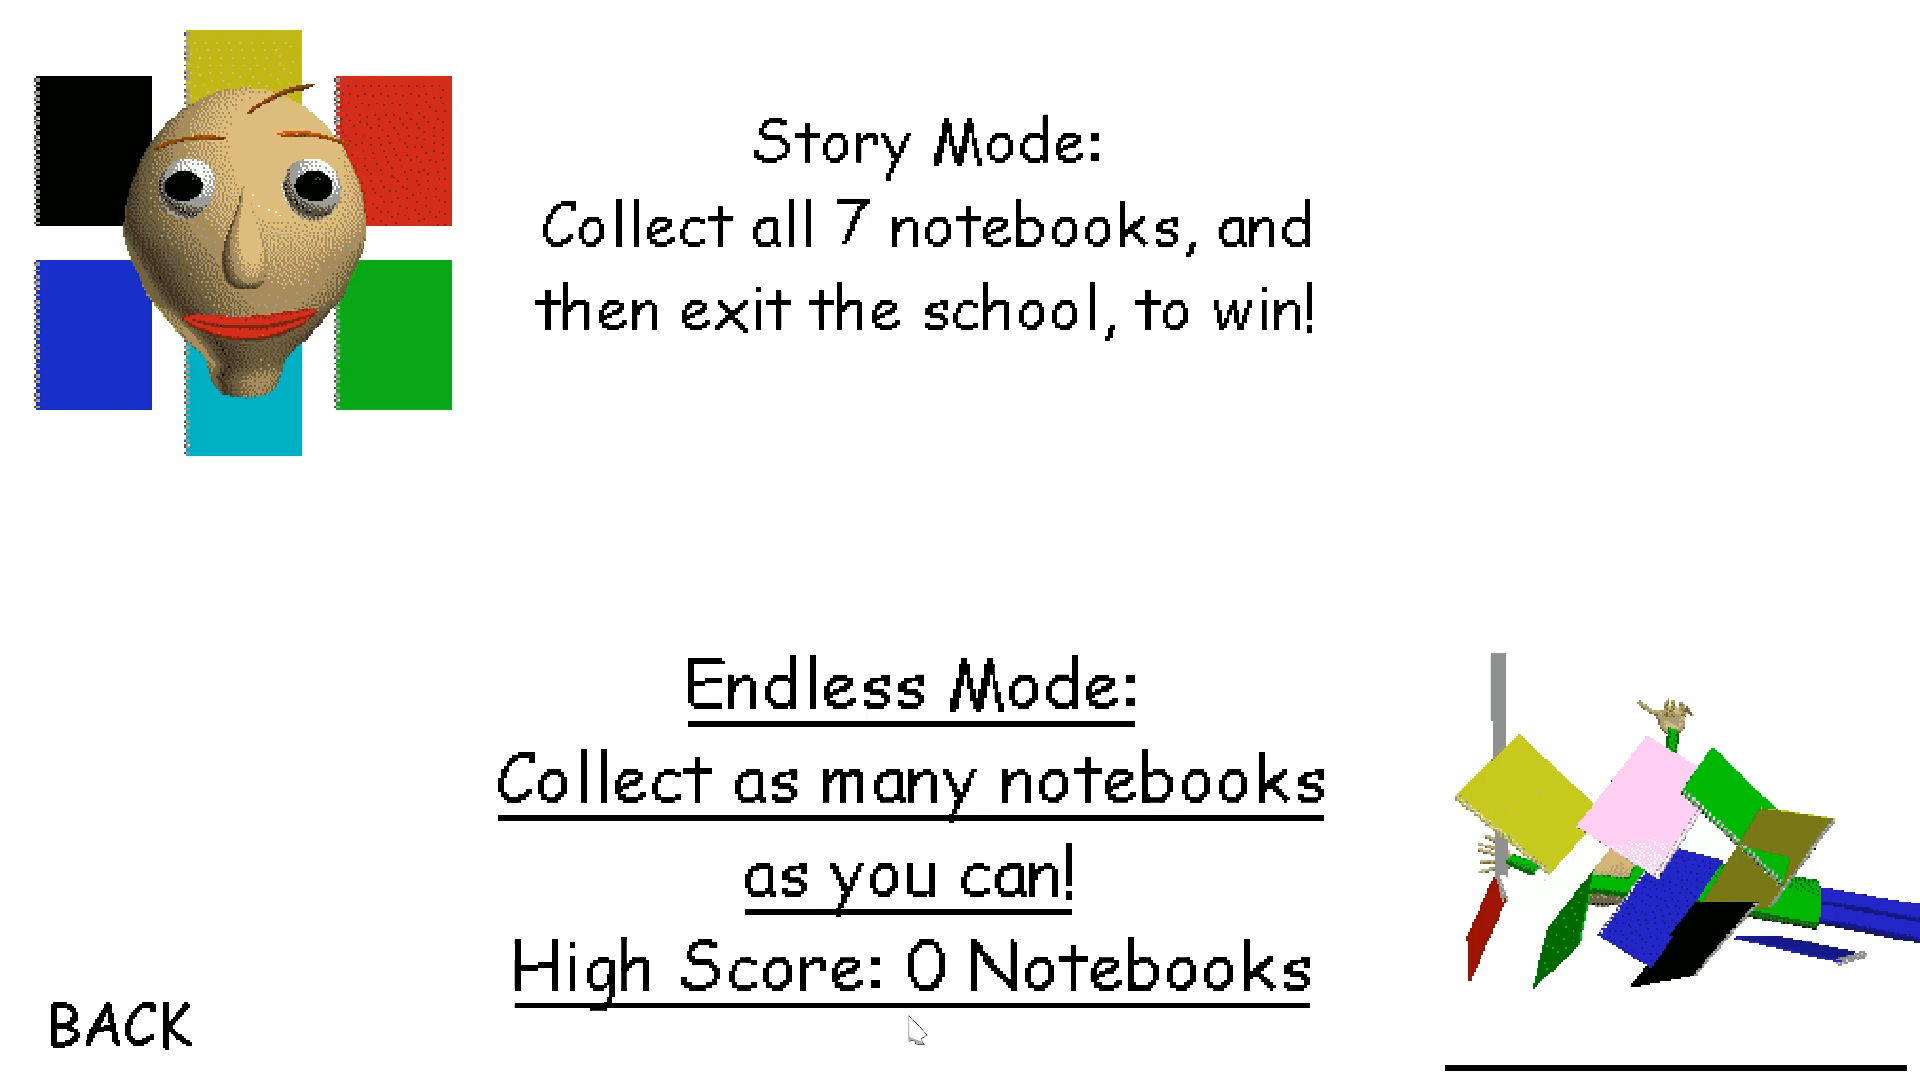 Story Mode:
Collect all 7 notebooks, and
then exit the school, to win!
Endless Mode:
Collect as many notebooks
as you can!
High Score: 0 Notebooks
BACK